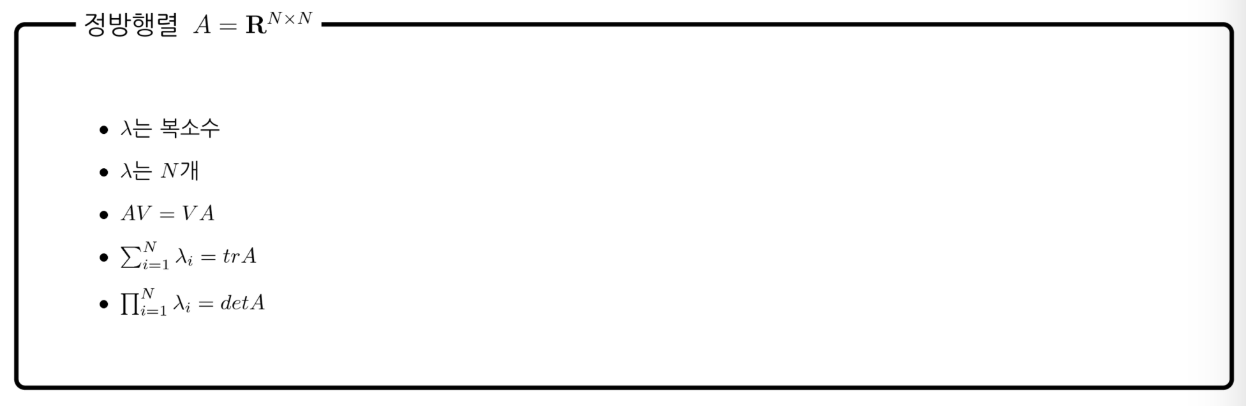 정방행렬 $A = \mathbf{R}^{N \times N}$
• $\lambda$는 복소수
• $\lambda$는 $N$개
• $AV = VA$
• $\sum_{i=1}^{N} \lambda_i = trA$
• $\prod_{i=1}^{N} \lambda_i = detA$